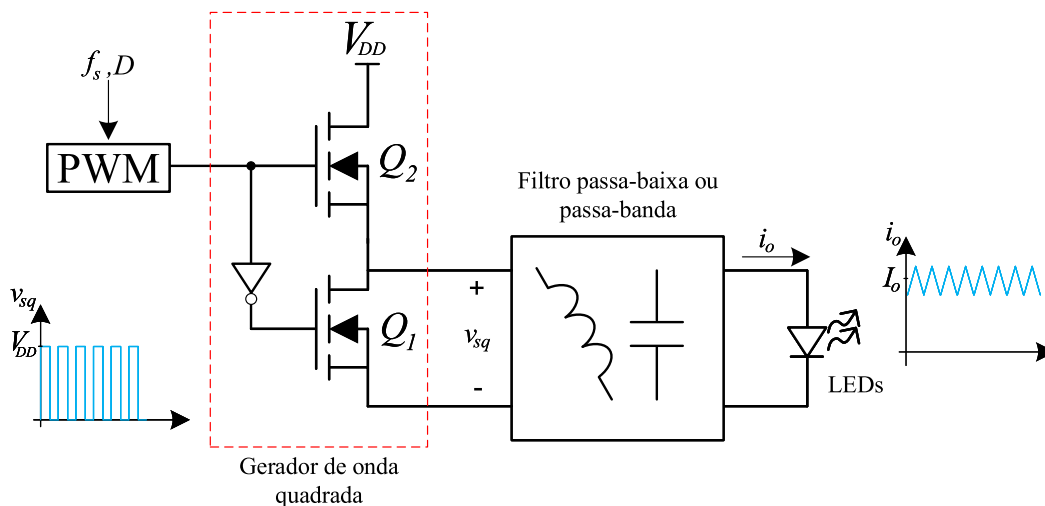 V_DD
f_s, D
PWM
Q_2
Filtro passa-baixa ou
passa-banda
i_o
i_o
I_o
+
v_sq
-
Q_1
v_sq
V_DD
LEDs
Gerador de onda
quadrada